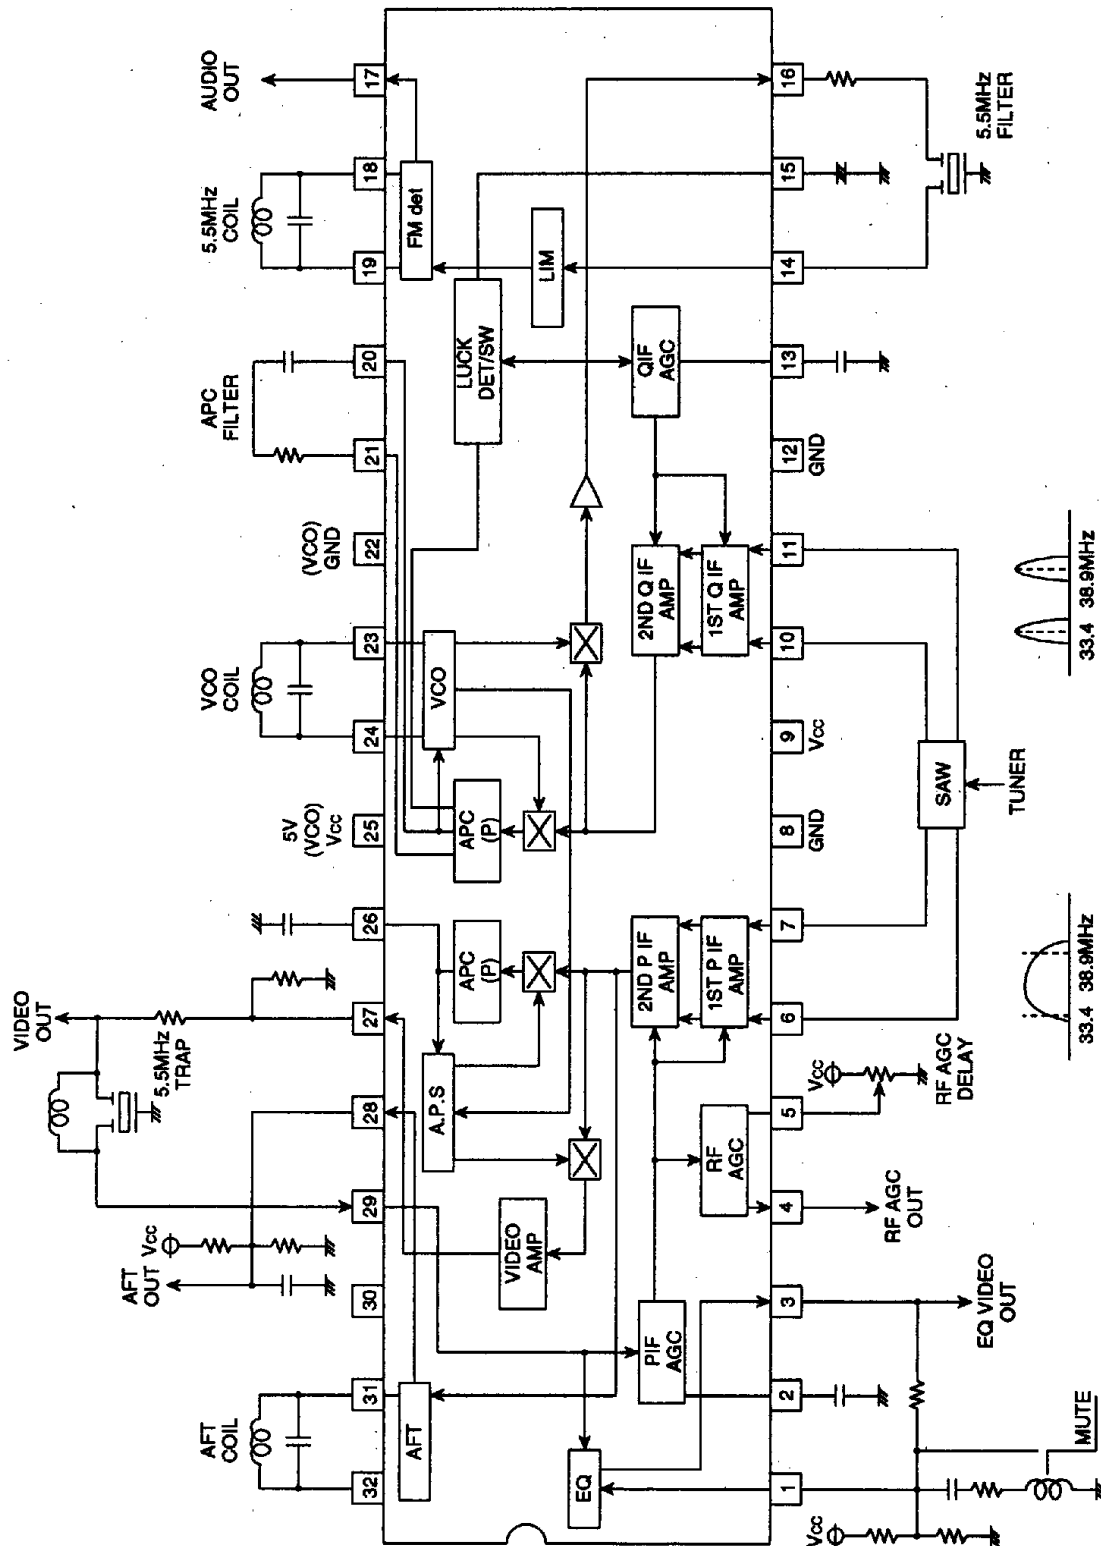 AUDIO
OUT
17
18
5.5MHz
COIL
19
20
APC
FILTER
21
22
(VCO)
GND
23
VCO
COIL
24
25
5V
(VCO)
Vcc
26
27
VIDEO
OUT
5.5MHz
TRAP
28
29
Vcc
AFT
OUT
30
31
AFT
COIL
32
FM det
LIM
LUCK
DET/SW
QIF
AGC
2ND Q IF
AMP
1ST Q IF
AMP
VCO
APC
(P)
APC
(P)
2ND P IF
AMP
1ST P IF
AMP
A.P.S
RF
AGC
VIDEO
AMP
PIF
AGC
AFT
EQ
16
15
14
5.5MHz
FILTER
13
12
GND
11
10
9
Vcc
8
GND
7
6
5
Vcc
RF AGC
DELAY
4
RF AGC
OUT
3
EQ VIDEO
OUT
2
1
Vcc
MUTE
SAW
TUNER
33.4 38.9MHz
33.4 38.9MHz